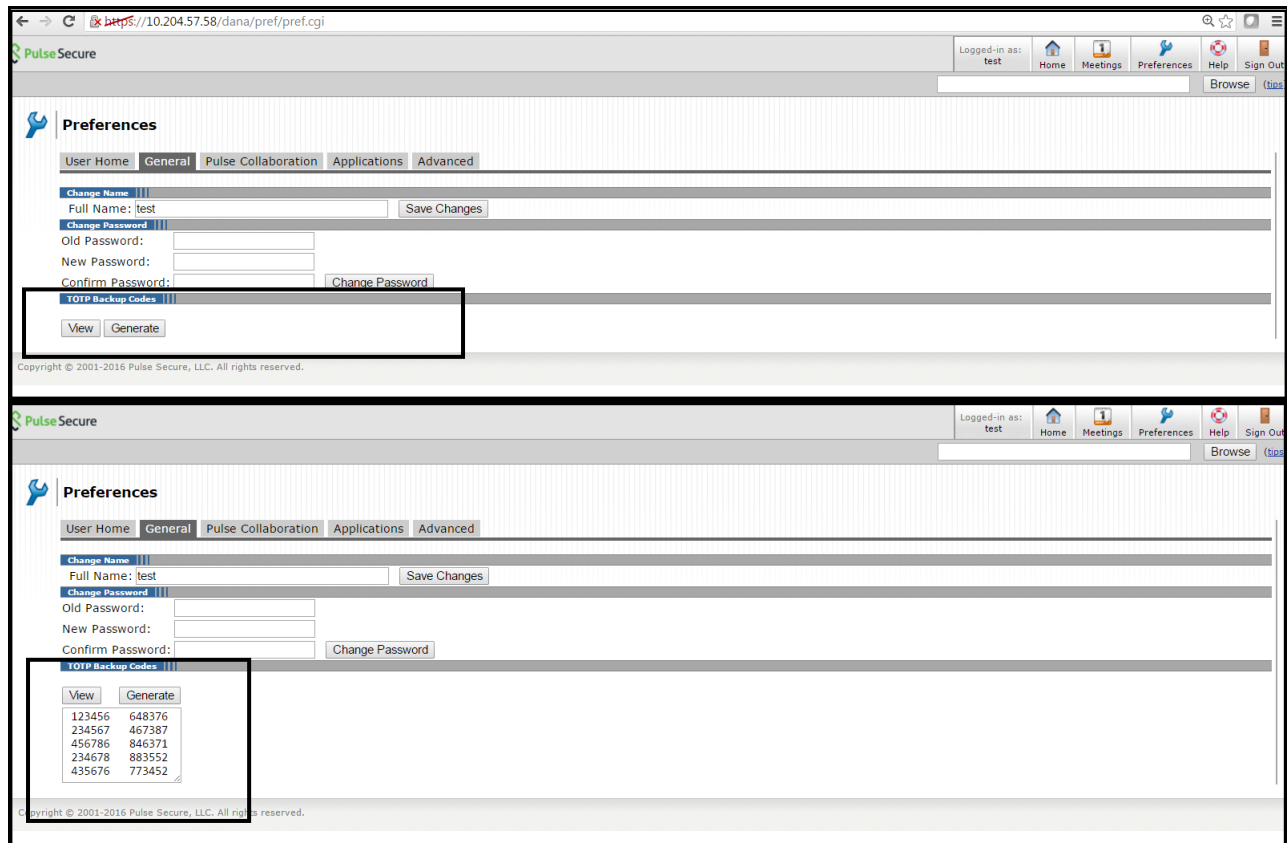 https://10.204.57.58/dana/pref/pref.cgi
Pulse Secure
Logged-in as:
test
Home Meetings Preferences Help Sign Out
Browse (tips
Preferences
User Home General Pulse Collaboration Applications Advanced
Change Name
Full Name: test Save Changes
Change Password
Old Password:
New Password:
Confirm Password: Change Password
TOTP Backup Codes
View Generate
Copyright © 2001-2016 Pulse Secure, LLC. All rights reserved.
Pulse Secure
Logged-in as:
test
Home Meetings Preferences Help Sign Out
Browse (tips
Preferences
User Home General Pulse Collaboration Applications Advanced
Change Name
Full Name: test Save Changes
Change Password
Old Password:
New Password:
Confirm Password: Change Password
TOTP Backup Codes
View Generate
123456 648376
234567 467387
456786 846371
234678 883552
435676 773452
Copyright © 2001-2016 Pulse Secure, LLC. All rights reserved.